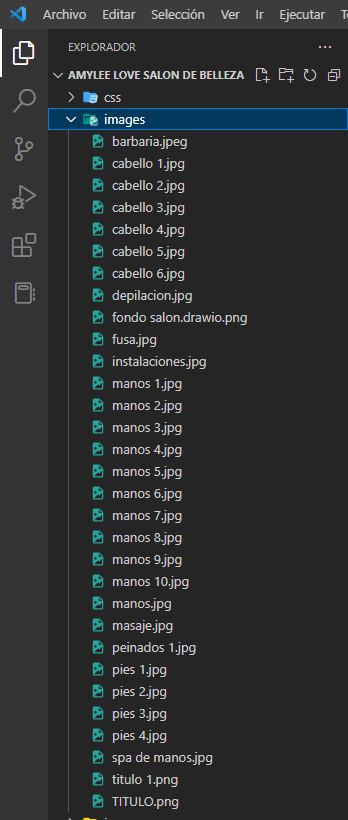 Archivo Editar Selección Ver Ir Ejecutar
EXPLORADOR ...
AMYLEE LOVE SALON DE BELLEZA
css
images
barbaria.jpeg
cabello 1.jpg
cabello 2.jpg
cabello 3.jpg
cabello 4.jpg
cabello 5.jpg
cabello 6.jpg
depilacion.jpg
fondo salon.drawio.png
fusa.jpg
instalaciones.jpg
manos 1.jpg
manos 2.jpg
manos 3.jpg
manos 4.jpg
manos 5.jpg
manos 6.jpg
manos 7.jpg
manos 8.jpg
manos 9.jpg
manos 10.jpg
manos.jpg
masaje.jpg
peinados 1.jpg
pies 1.jpg
pies 2.jpg
pies 3.jpg
pies 4.jpg
spa de manos.jpg
titulo 1.png
TITULO.png